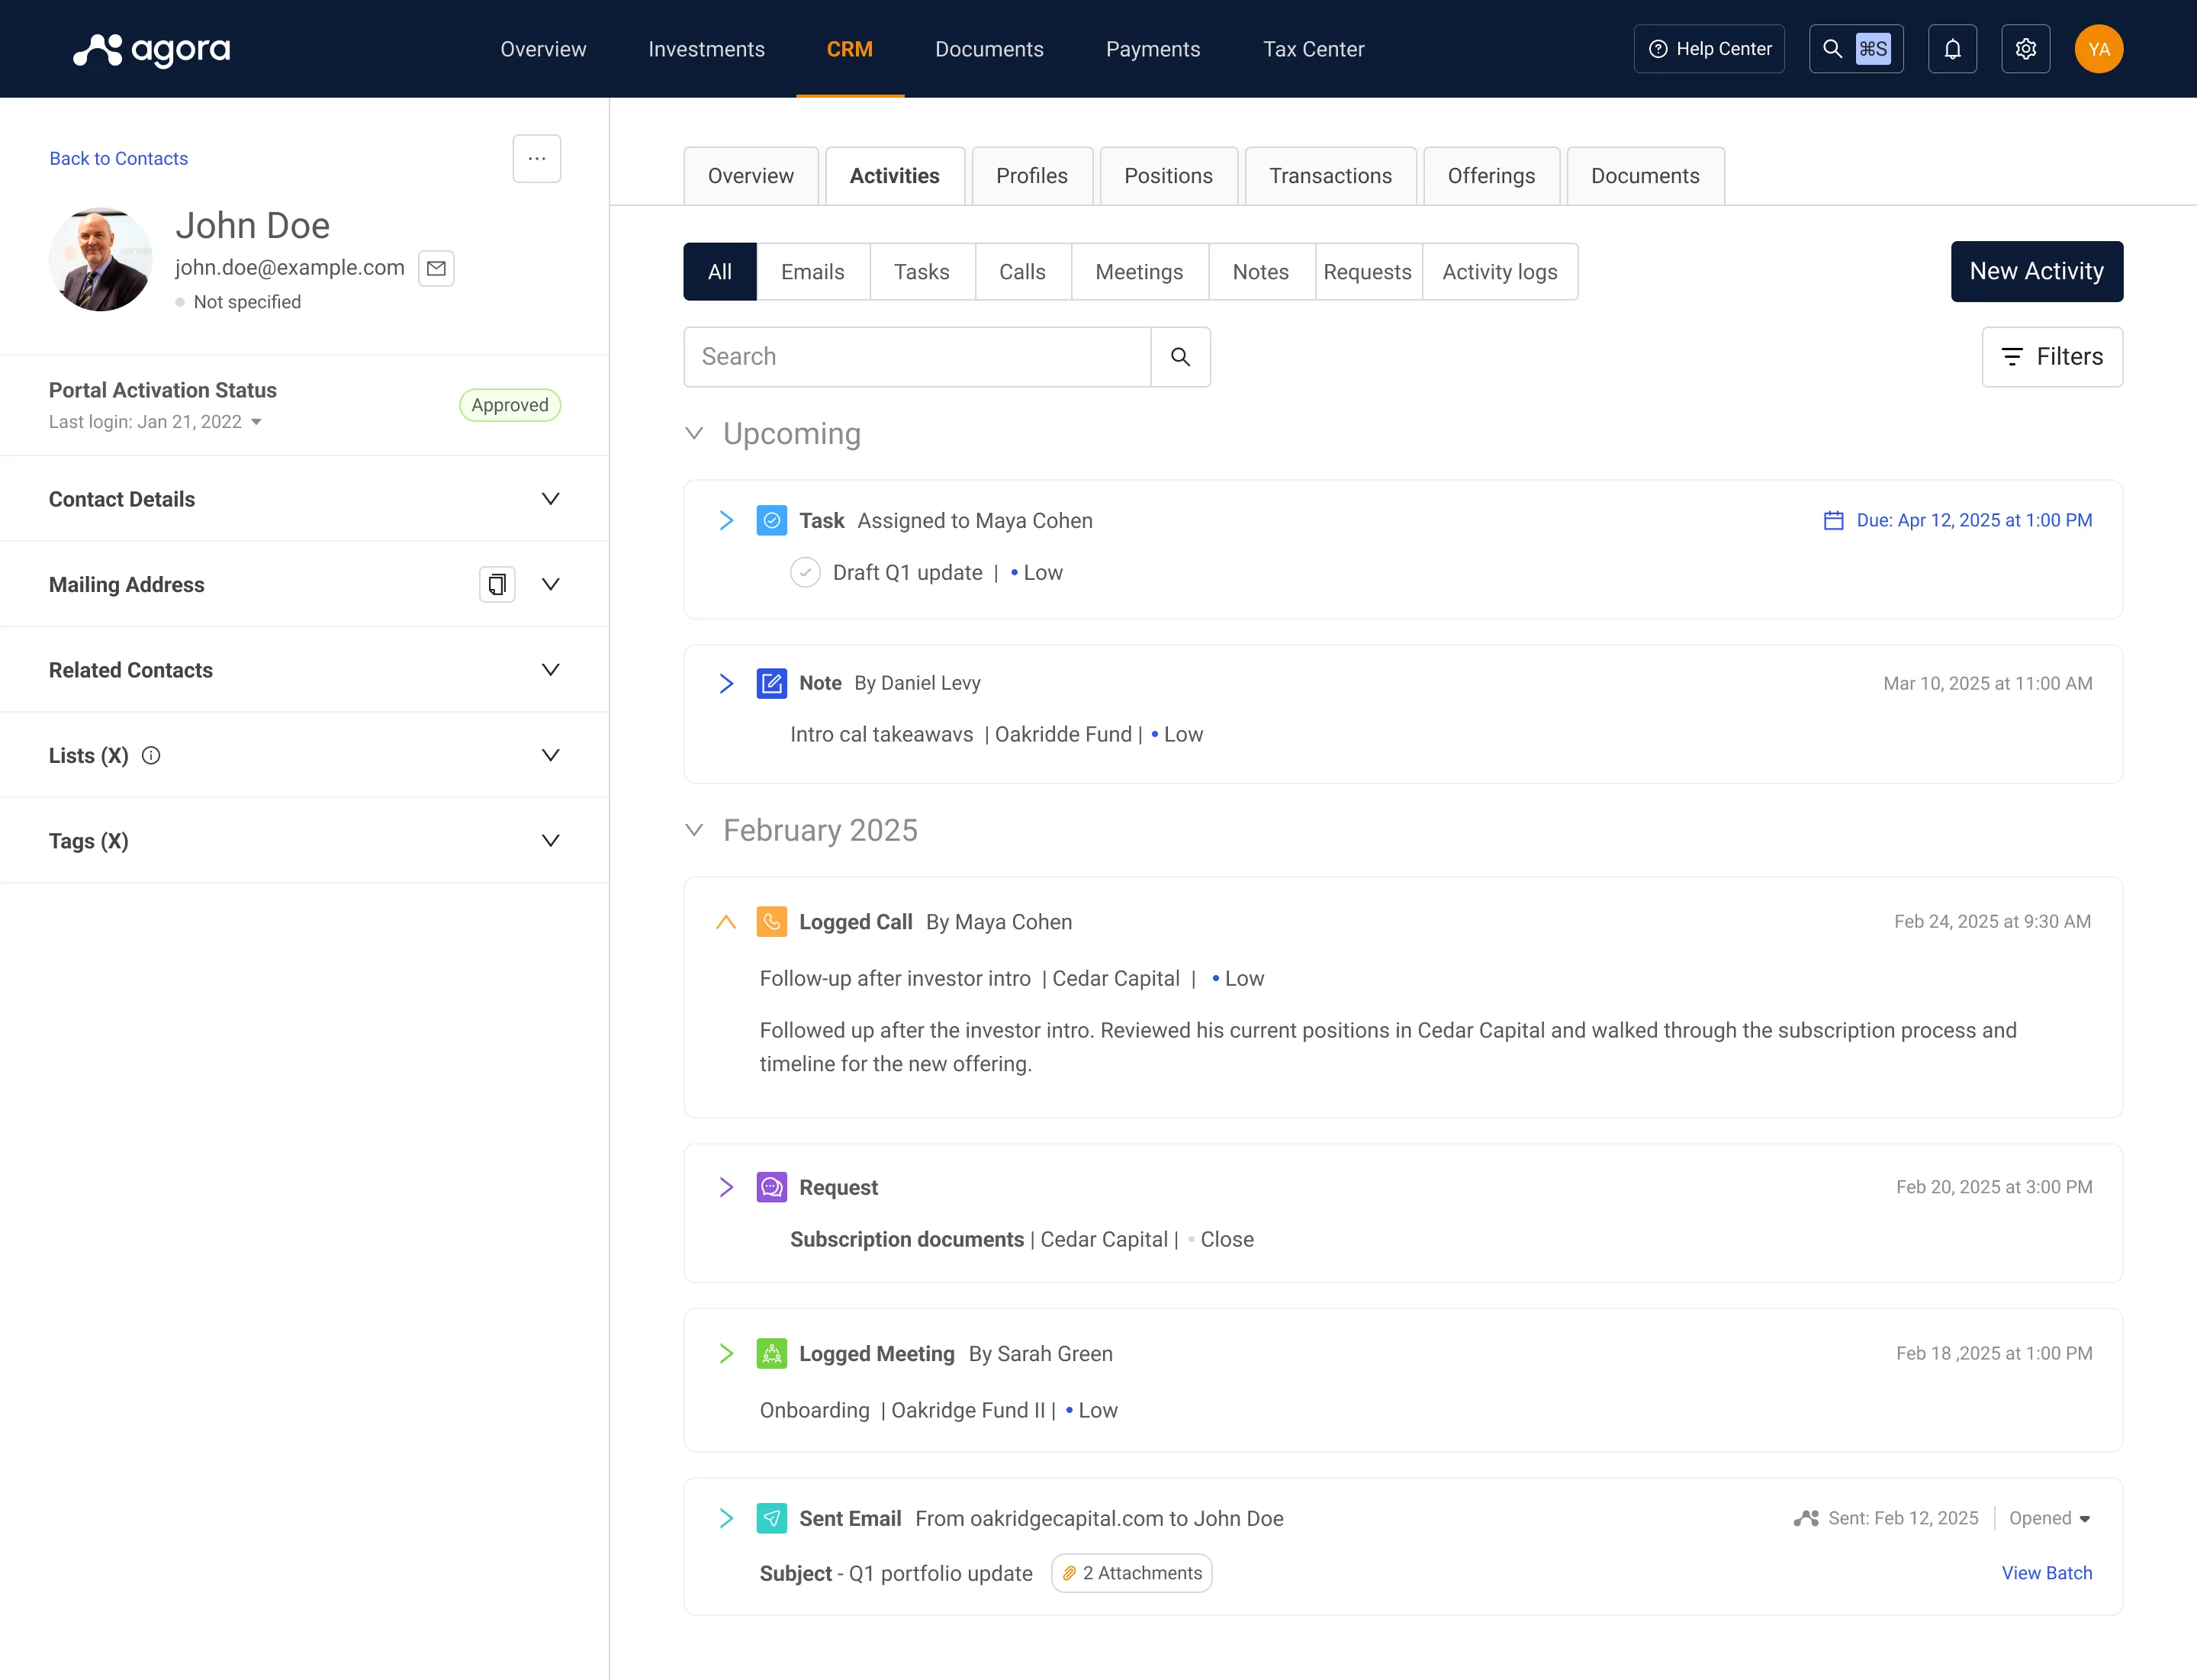 agora
Overview Investments CRM Documents Payments Tax Center Help Center ⌘S YA
Back to Contacts
John Doe
john.doe@example.com
Not specified
Portal Activation Status
Last login: Jan 21, 2022
Approved
Contact Details
Mailing Address
Related Contacts
Lists (X)
Tags (X)
Overview Activities Profiles Positions Transactions Offerings Documents
All Emails Tasks Calls Meetings Notes Requests Activity logs New Activity
Search Filters
Upcoming
Task Assigned to Maya Cohen Due: Apr 12, 2025 at 1:00 PM
Draft Q1 update | • Low
Note By Daniel Levy Mar 10, 2025 at 11:00 AM
Intro cal takeawavs | Oakridde Fund | • Low
February 2025
Logged Call By Maya Cohen Feb 24, 2025 at 9:30 AM
Follow-up after investor intro | Cedar Capital | • Low
Followed up after the investor intro. Reviewed his current positions in Cedar Capital and walked through the subscription process and
timeline for the new offering.
Request Feb 20, 2025 at 3:00 PM
Subscription documents | Cedar Capital | • Close
Logged Meeting By Sarah Green Feb 18 ,2025 at 1:00 PM
Onboarding | Oakridge Fund II | • Low
Sent Email From oakridgecapital.com to John Doe Sent: Feb 12, 2025 Opened
Subject - Q1 portfolio update 2 Attachments View Batch